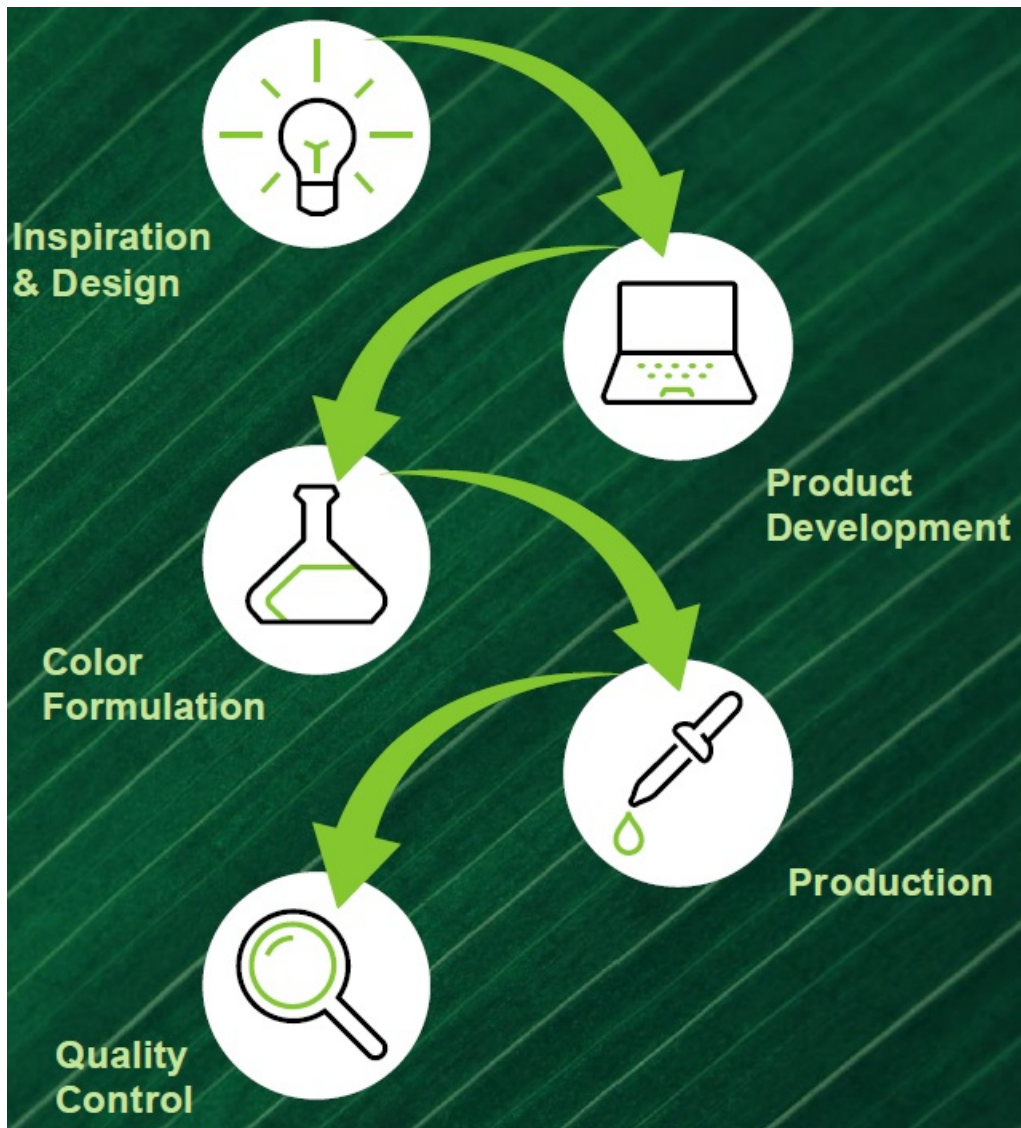 Inspiration
& Design
Product
Development
Color
Formulation
Production
Quality
Control